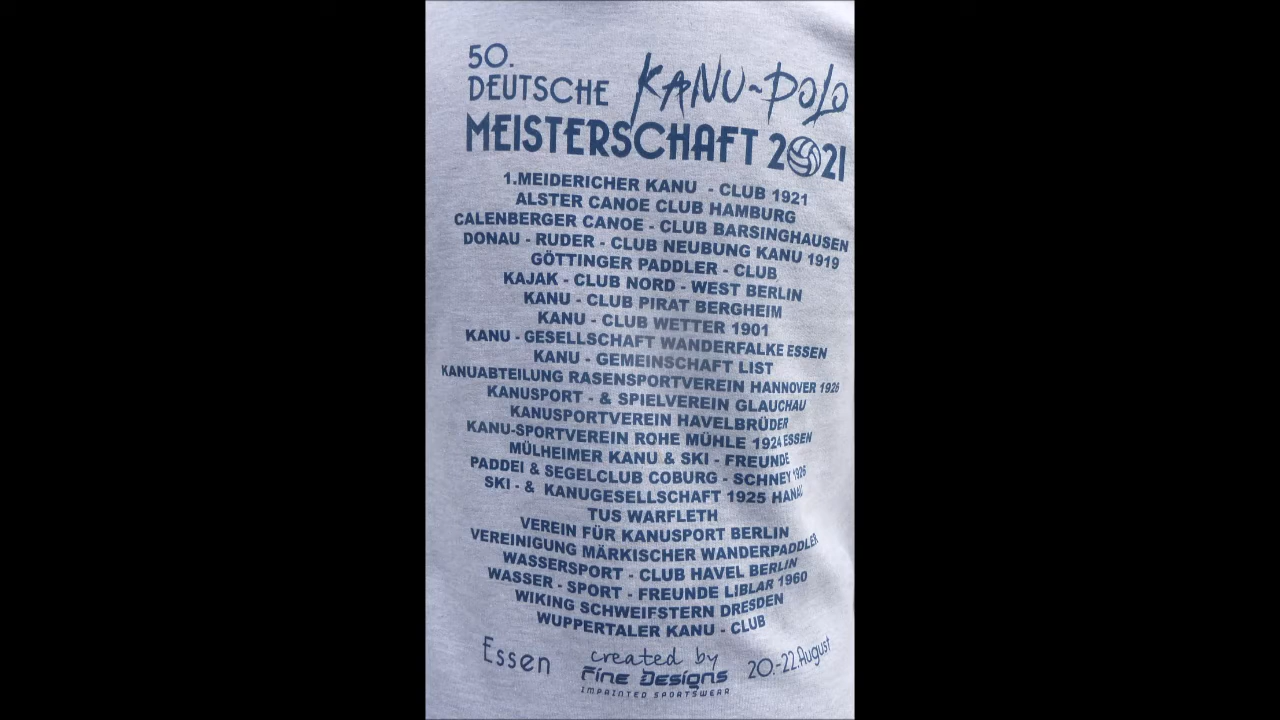 50.
DEUTSCHE KANU-POLO
MEISTERSCHAFT 2021
1.MEIDERICHER KANU - CLUB 1921
ALSTER CANOE CLUB HAMBURG
CALENBERGER CANOE - CLUB BARSINGHAUSEN
DONAU - RUDER - CLUB NEUBUNG KANU 1919
GÖTTINGER PADDLER - CLUB
KAJAK - CLUB NORD - WEST BERLIN
KANU - CLUB PIRAT BERGHEIM
KANU - CLUB WETTER 1901
KANU - GESELLSCHAFT WANDERFALKE ESSEN
KANU - GEMEINSCHAFT LIST
KANUABTEILUNG RASENSPORTVEREIN HANNOVER 1926
KANUSPORT - & SPIELVEREIN GLAUCHAU
KANUSPORTVEREIN HAVELBRÜDER
KANU-SPORTVEREIN ROHE MÜHLE 1924 ESSEN
MÜLHEIMER KANU & SKI - FREUNDE
PADDEI & SEGELCLUB COBURG - SCHNEY 1926
SKI - & KANUGESELLSCHAFT 1925 HANAU
TUS WARFLETH
VEREIN FÜR KANUSPORT BERLIN
VEREINIGUNG MÄRKISCHER WANDERPADDLER
WASSERSPORT - CLUB HAVEL BERLIN
WASSER - SPORT - FREUNDE LIBLAR 1960
WIKING SCHWEIFSTERN DRESDEN
WUPPERTALER KANU - CLUB
Essen created by 20.-22.August
Fine Designs
IMPRINTED SPORTSWEAR